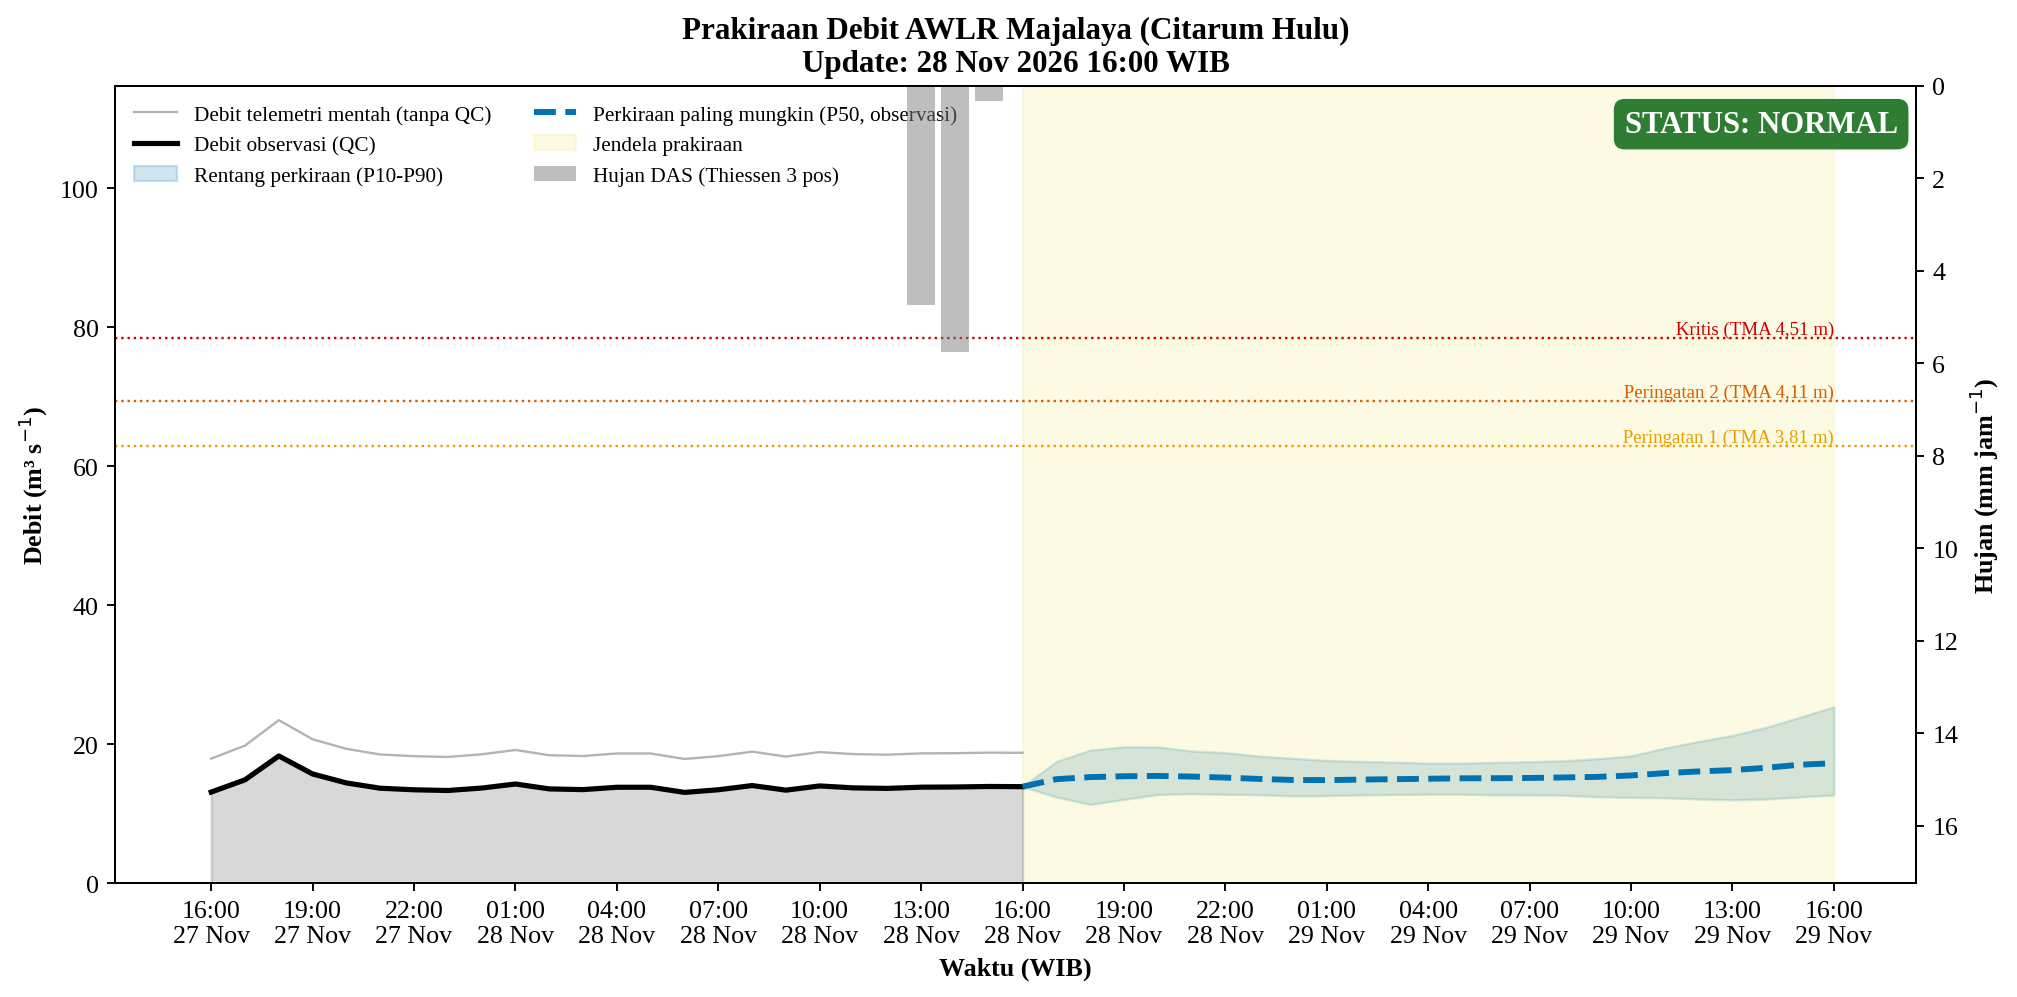 Prakiraan Debit AWLR Majalaya (Citarum Hulu)
Update: 28 Nov 2026 16:00 WIB
Debit telemetri mentah (tanpa QC)
Debit observasi (QC)
Rentang perkiraan (P10-P90)
Perkiraan paling mungkin (P50, observasi)
Jendela prakiraan
Hujan DAS (Thiessen 3 pos)
STATUS: NORMAL
Kritis (TMA 4,51 m)
Peringatan 2 (TMA 4,11 m)
Peringatan 1 (TMA 3,81 m)
Debit (m³ s⁻¹)
100
80
60
40
20
0
Hujan (mm jam⁻¹)
0
2
4
6
8
10
12
14
16
16:00 19:00 22:00 01:00 04:00 07:00 10:00 13:00 16:00 19:00 22:00 01:00 04:00 07:00 10:00 13:00 16:00
27 Nov 27 Nov 27 Nov 28 Nov 28 Nov 28 Nov 28 Nov 28 Nov 28 Nov 28 Nov 28 Nov 29 Nov 29 Nov 29 Nov 29 Nov 29 Nov 29 Nov
Waktu (WIB)